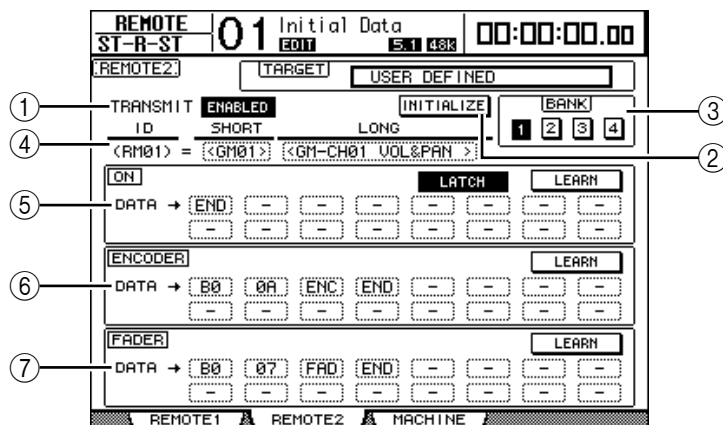 REMOTE
ST-R-ST
01 Initial Data
EDIT 5.1 48k
00:00:00.00
REMOTE2
TARGET USER DEFINED
① TRANSMIT ENABLED INITIALIZE BANK ③
ID SHORT LONG 1 2 3 4
④ (RM01) = <GM01> <GM-CH01 VOL&PAN > ②
ON LATCH LEARN
⑤ DATA → END - - - - - - -
- - - - - - - -
ENCODER LEARN
⑥ DATA → B0 0A ENC END - - - -
- - - - - - - -
FADER LEARN
⑦ DATA → B0 07 FAD END - - - -
- - - - - - - -
REMOTE1 REMOTE2 MACHINE